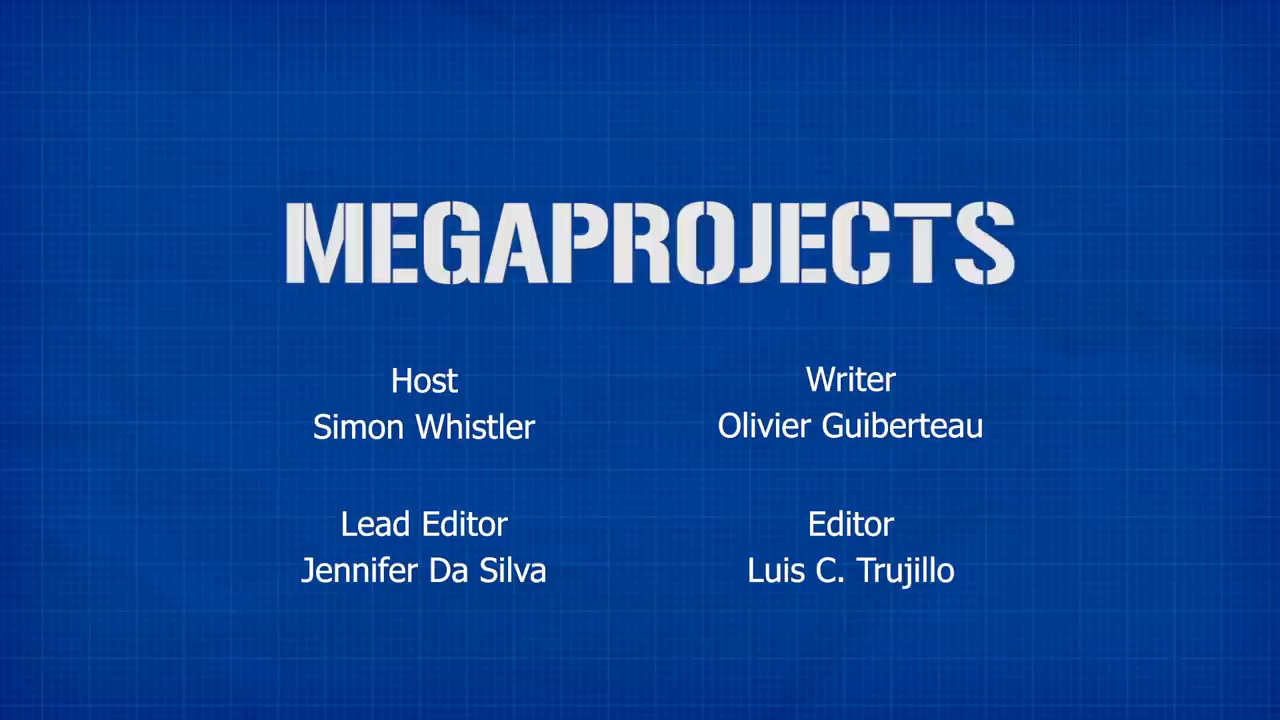 MEGAPROJECTS
Host
Simon Whistler
Writer
Olivier Guiberteau
Lead Editor
Jennifer Da Silva
Editor
Luis C. Trujillo